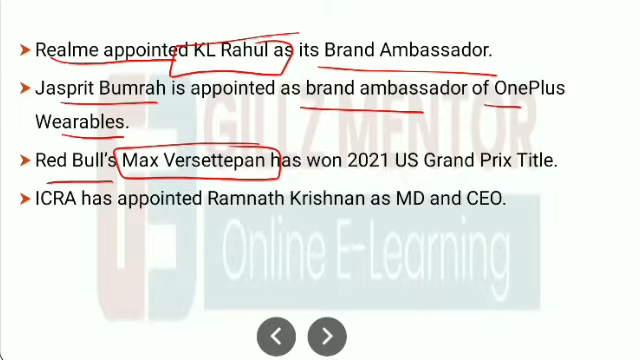 Realme appointed KL Rahul as its Brand Ambassador.
Jasprit Bumrah is appointed as brand ambassador of OnePlus
Wearables.
Red Bull's Max Versettepan has won 2021 US Grand Prix Title.
ICRA has appointed Ramnath Krishnan as MD and CEO.
MENTOR
Online E-Learning